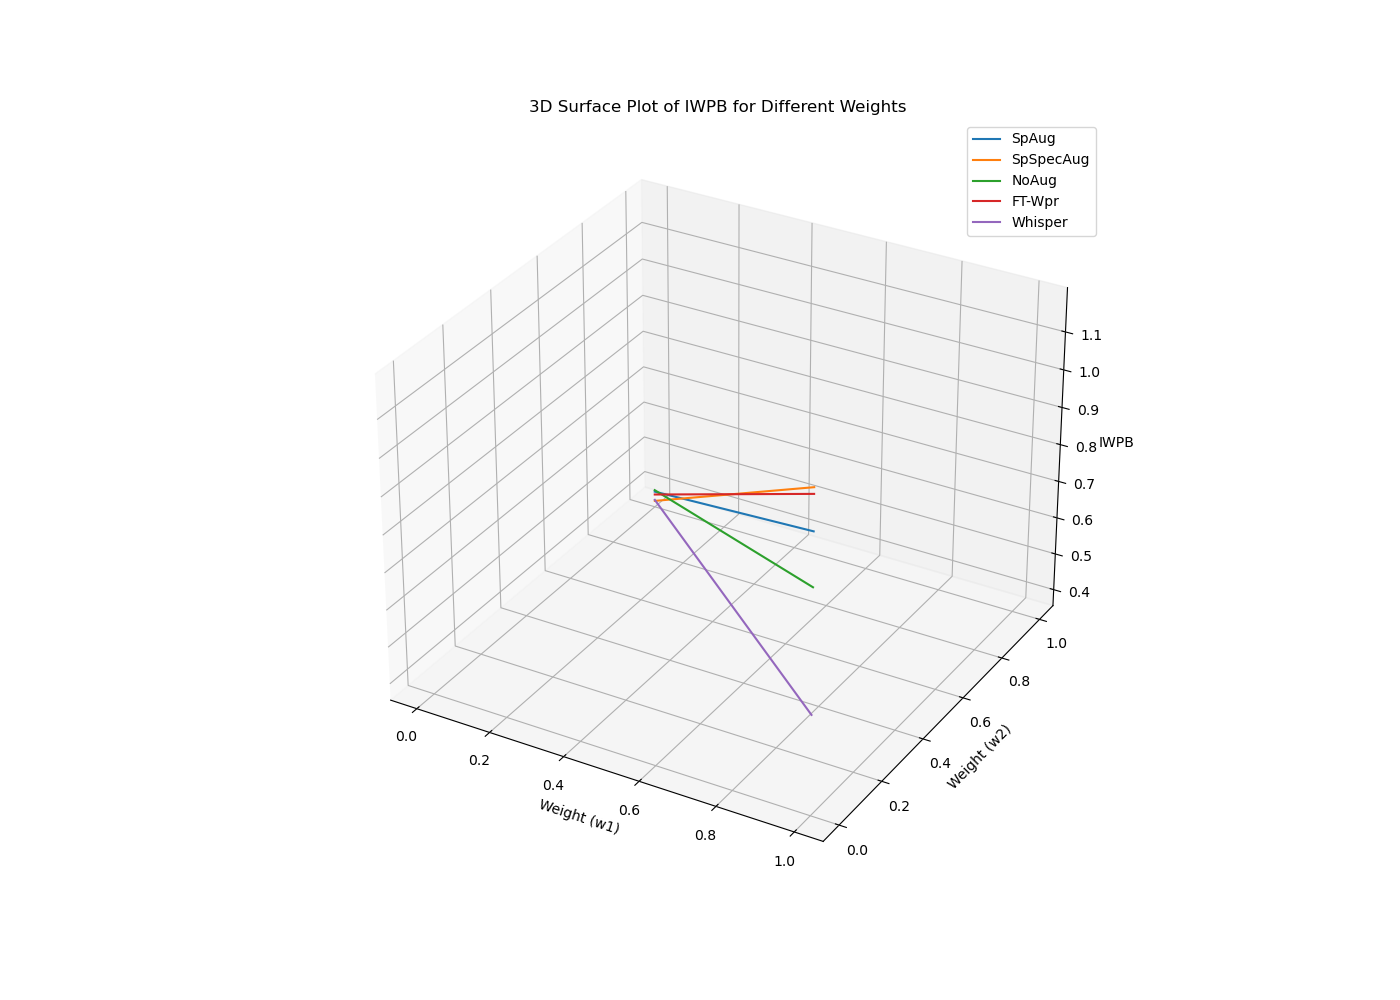 3D Surface Plot of IWPB for Different Weights
SpAug
SpSpecAug
NoAug
FT-Wpr
Whisper
1.1
1.0
0.9
0.8
0.7
0.6
0.5
0.4
IWPB
0.0
0.2
0.4
0.6
0.8
1.0
Weight (w1)
0.0
0.2
0.4
0.6
0.8
1.0
Weight (w2)